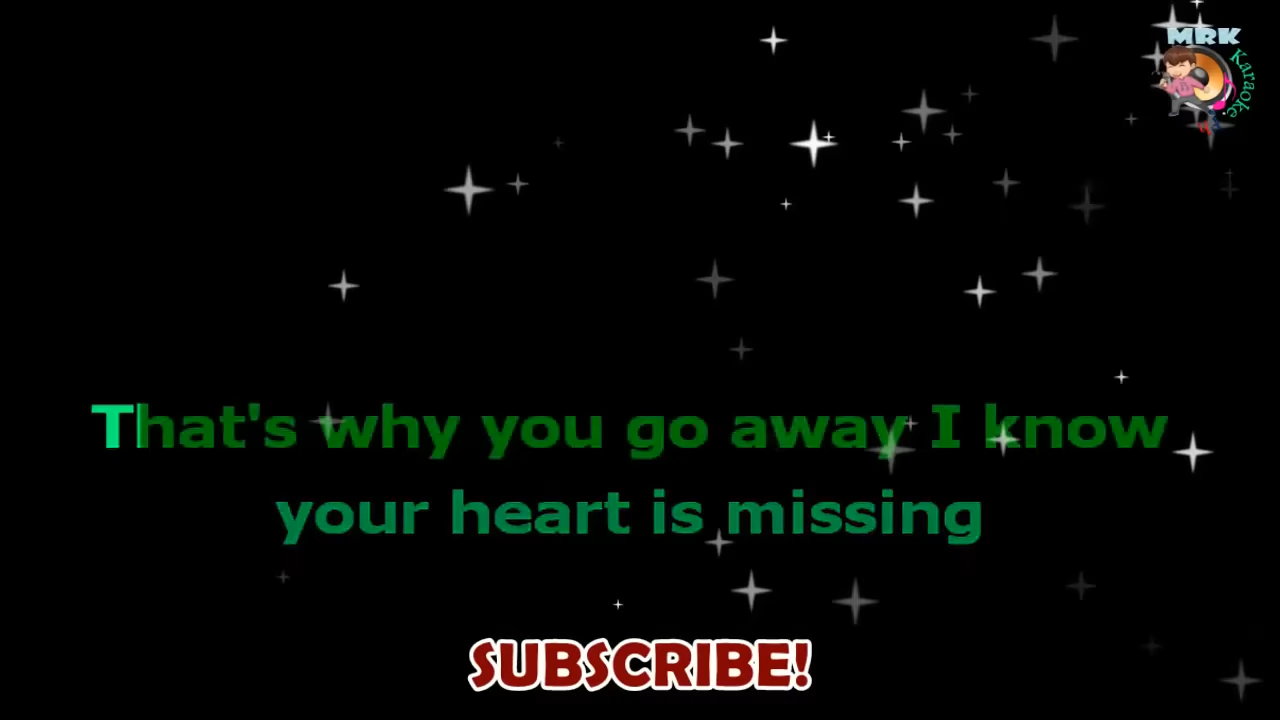 MRK
Karaoke.
That's why you go away I know
your heart is missing
SUBSCRIBE!